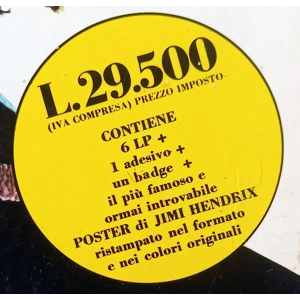 L.29.500
(IVA COMPRESA) PREZZO IMPOSTO.
CONTIENE
6 LP +
1 adesivo +
un badge +
il più famoso e
ormai introvabile
POSTER di JIMI HENDRIX
ristampato nel formato
e nei colori originali